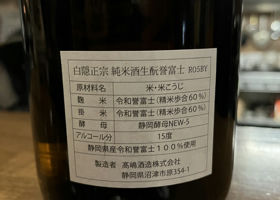 白隠正宗 純米酒生酛誉富士 R05BY
原材料名 米・米こうじ
麹米 令和誉富士(精米歩合60%)
掛米 令和誉富士(精米歩合60%)
酵母 静岡酵母NEW-5
アルコール分 15度
静岡県産令和誉富士100%使用
製造者 高嶋酒造株式会社
静岡県沼津市原354-1